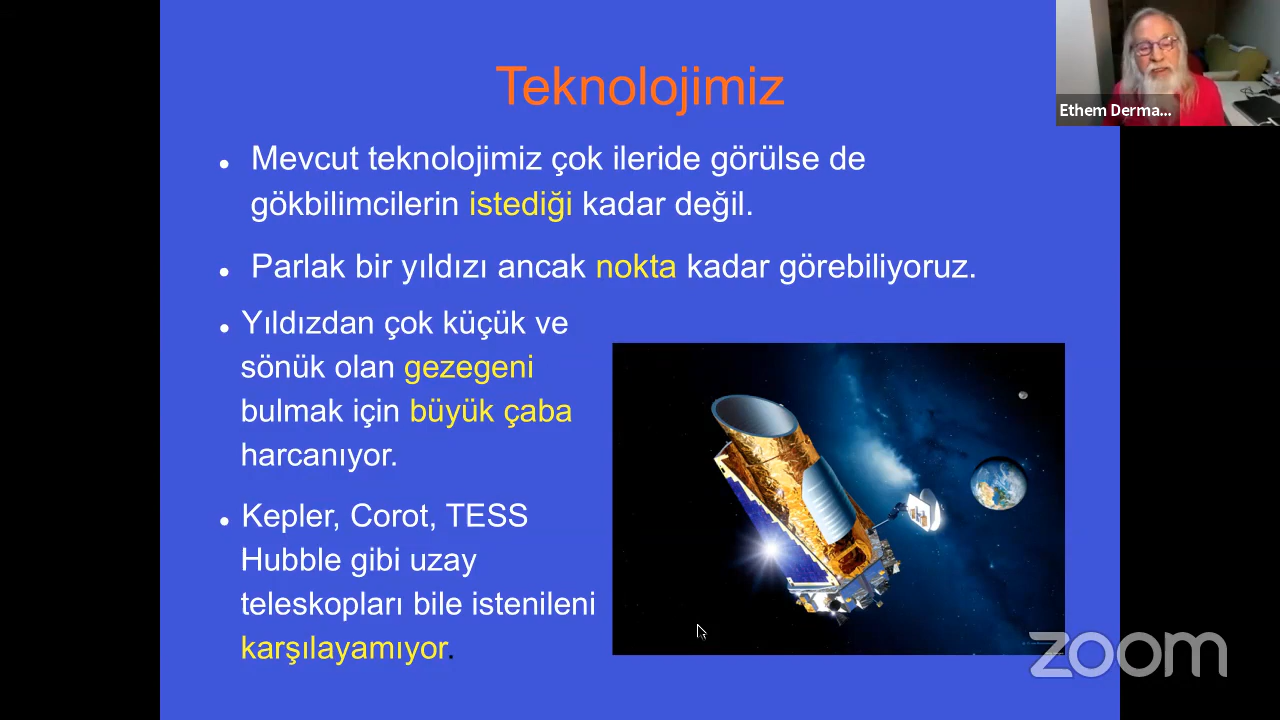 Teknolojimiz
Ethem Derma...
Mevcut teknolojimiz çok ileride görülse de
gökbilimcilerin istediği kadar değil.
Parlak bir yıldızı ancak nokta kadar görebiliyoruz.
Yıldızdan çok küçük ve
sönük olan gezegeni
bulmak için büyük çaba
harcanıyor.
Kepler, Corot, TESS
Hubble gibi uzay
teleskopları bile istenileni
karşılayamıyor.
zoom